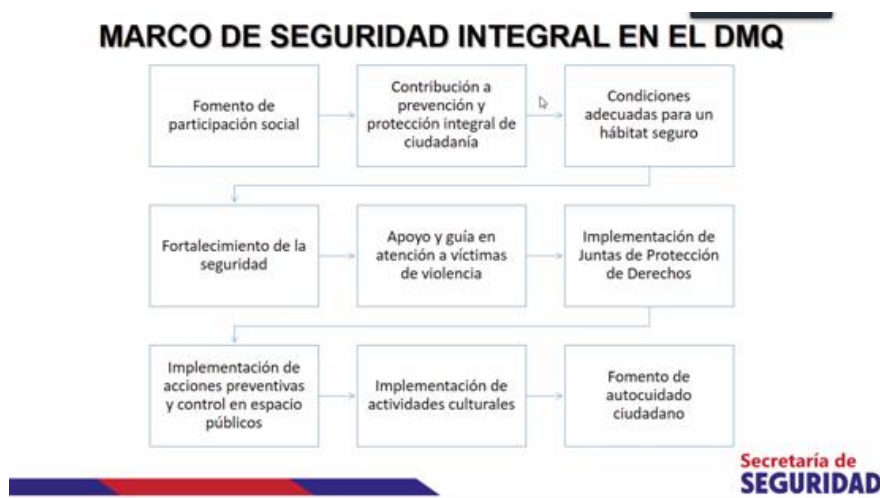 MARCO DE SEGURIDAD INTEGRAL EN EL DMQ
Fomento de
participación social
Contribución a
prevención y
protección integral de
ciudadanía
Condiciones
adecuadas para un
hábitat seguro
Fortalecimiento de la
seguridad
Apoyo y guía en
atención a víctimas
de violencia
Implementación de
Juntas de Protección
de Derechos
Implementación de
acciones preventivas
y control en espacio
públicos
Implementación de
actividades culturales
Fomento de
autocuidado
ciudadano
Secretaría de
SEGURIDAD